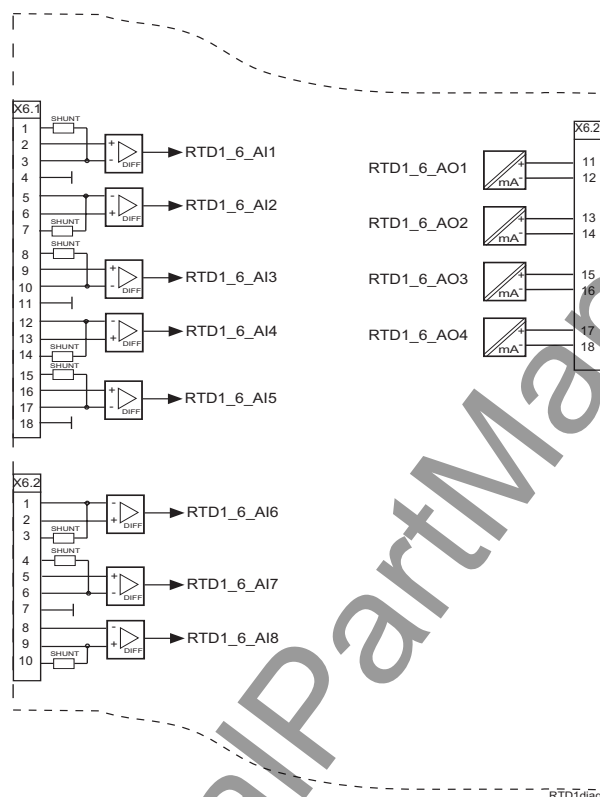 X6.1
1
SHUNT
2
+
3
-
DIFF
RTD1_6_AI1
4
5
-
6
+
DIFF
RTD1_6_AI2
7
SHUNT
8
SHUNT
9
+
10
-
DIFF
RTD1_6_AI3
11
12
-
13
+
DIFF
RTD1_6_AI4
14
SHUNT
15
SHUNT
16
+
17
-
DIFF
RTD1_6_AI5
18
X6.2
1
-
2
+
DIFF
RTD1_6_AI6
3
SHUNT
4
SHUNT
5
+
6
-
DIFF
RTD1_6_AI7
7
8
-
9
+
DIFF
RTD1_6_AI8
10
SHUNT
X6.2
RTD1_6_AO1
+
-
mA
11
12
RTD1_6_AO2
+
-
mA
13
14
RTD1_6_AO3
+
-
mA
15
16
RTD1_6_AO4
+
-
mA
17
18
alPartMa
RTD1diag